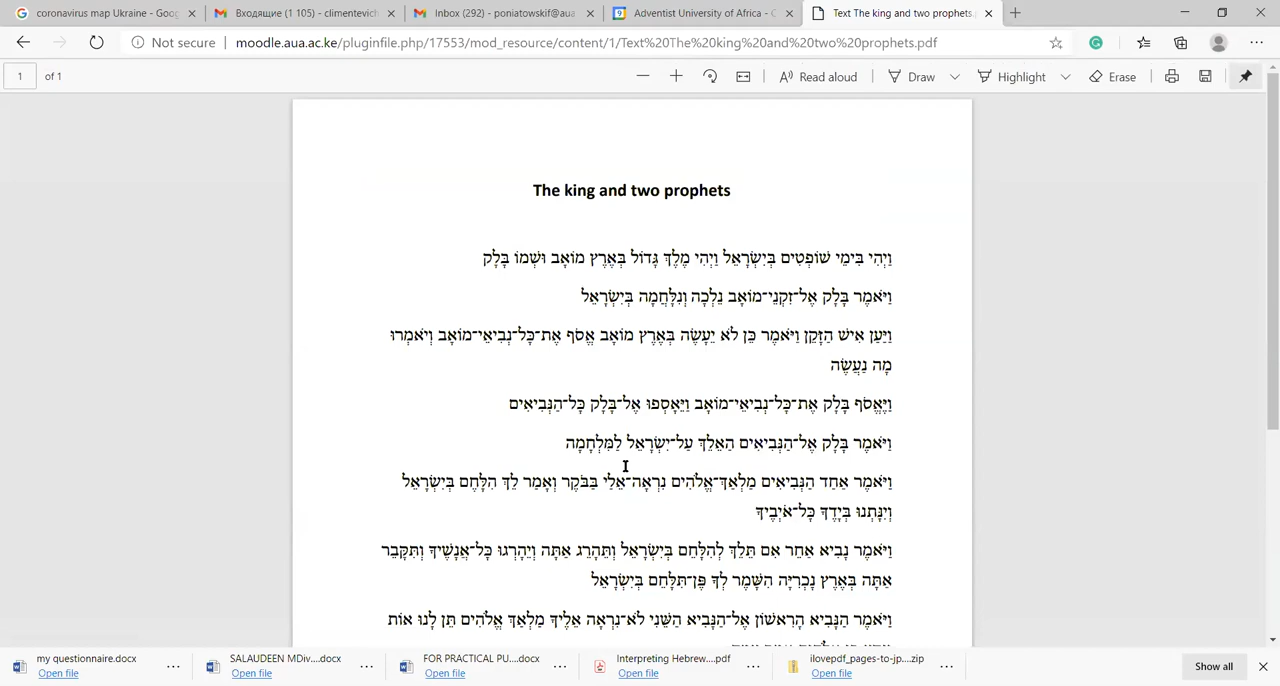 coronavirus map Ukraine - Goog
Входящие (1 105) - climentevich
Inbox (292) - poniatowskif@aua
Adventist University of Africa - C
Text The king and two prophets.p
Not secure
moodle.aua.ac.ke/pluginfile.php/17553/mod_resource/content/1/Text%20The%20king%20and%20two%20prophets.pdf
1 of 1
Read aloud
Draw
Highlight
Erase
The king and two prophets
וַיְהִי בִּימֵי שׁוֹפְטִים בְּיִשְׂרָאֵל וַיְהִי מֶלֶךְ גָּדוֹל בְּאֶרֶץ מוֹאָב וּשְׁמוֹ בָּלָק
וַיֹּאמֶר בָּלָק אֶל־זִקְנֵי־מוֹאָב נֵלְכָה וְנִלָּחֲמָה בְּיִשְׂרָאֵל
וַיַּעַן אִישׁ הַזָּקֵן וַיֹּאמֶר כֵּן לֹא יֵעָשֶׂה בְּאֶרֶץ מוֹאָב אֱסֹף אֶת־כָּל־נְבִיאֵי־מוֹאָב וְיֹאמְרוּ
מָה נַעֲשֶׂה
וַיֶּאֱסֹף בָּלָק אֶת־כָּל־נְבִיאֵי־מוֹאָב וַיֵּאָסְפוּ אֶל־בָּלָק כָּל־הַנְּבִיאִים
וַיֹּאמֶר בָּלָק אֶל־הַנְּבִיאִים הַאֵלֵךְ עַל־יִשְׂרָאֵל לַמִּלְחָמָה
וַיֹּאמֶר אַחַד הַנְּבִיאִים מַלְאַךְ־אֱלֹהִים נִרְאָה־אֵלַי בַּבֹּקֶר וְאָמַר לֵךְ הִלָּחֶם בְּיִשְׂרָאֵל
וְיִנָּתְנוּ בְּיָדֶךָ כָּל־אֹיְבֶיךָ
וַיֹּאמֶר נָבִיא אַחֵר אִם תֵּלֵךְ לְהִלָּחֵם בְּיִשְׂרָאֵל וְתֵּהָרֵג אַתָּה וְיֵהָרְגוּ כָּל־אֲנָשֶׁיךָ וְתִּקָּבֵר
אַתָּה בְּאֶרֶץ נָכְרִיָּה הִשָּׁמֶר לְךָ פֶּן־תִּלָּחֵם בְּיִשְׂרָאֵל
וַיֹּאמֶר הַנָּבִיא הָרִאשׁוֹן אֶל־הַנָּבִיא הַשֵּׁנִי לֹא־נִרְאָה אֵלֶיךָ מַלְאַךְ אֱלֹהִים תֵּן לָנוּ אוֹת
my questionnaire.docx
Open file
SALAUDEEN MDiv....docx
Open file
FOR PRACTICAL PU....docx
Open file
Interpreting Hebrew....pdf
Open file
ilovepdf_pages-to-jp....zip
Open file
Show all